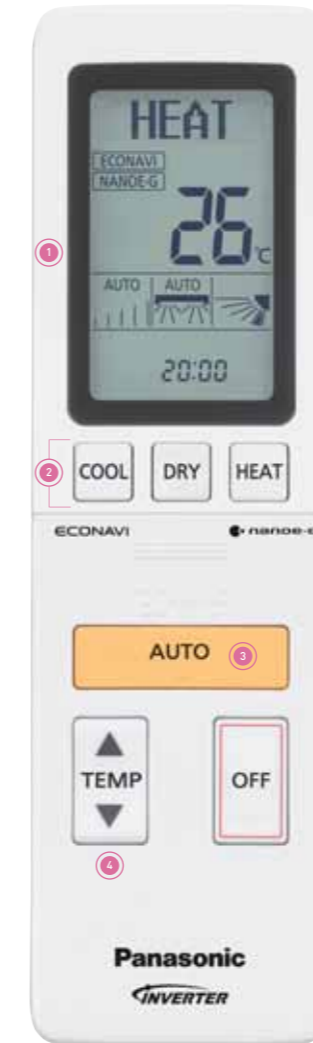 HEAT
ECONAVI
NANOE-G
26°C
AUTO AUTO
20:00
1
2
COOL DRY HEAT
ECONAVI nanoe-g
AUTO 3
TEMP OFF
4
Panasonic
INVERTER